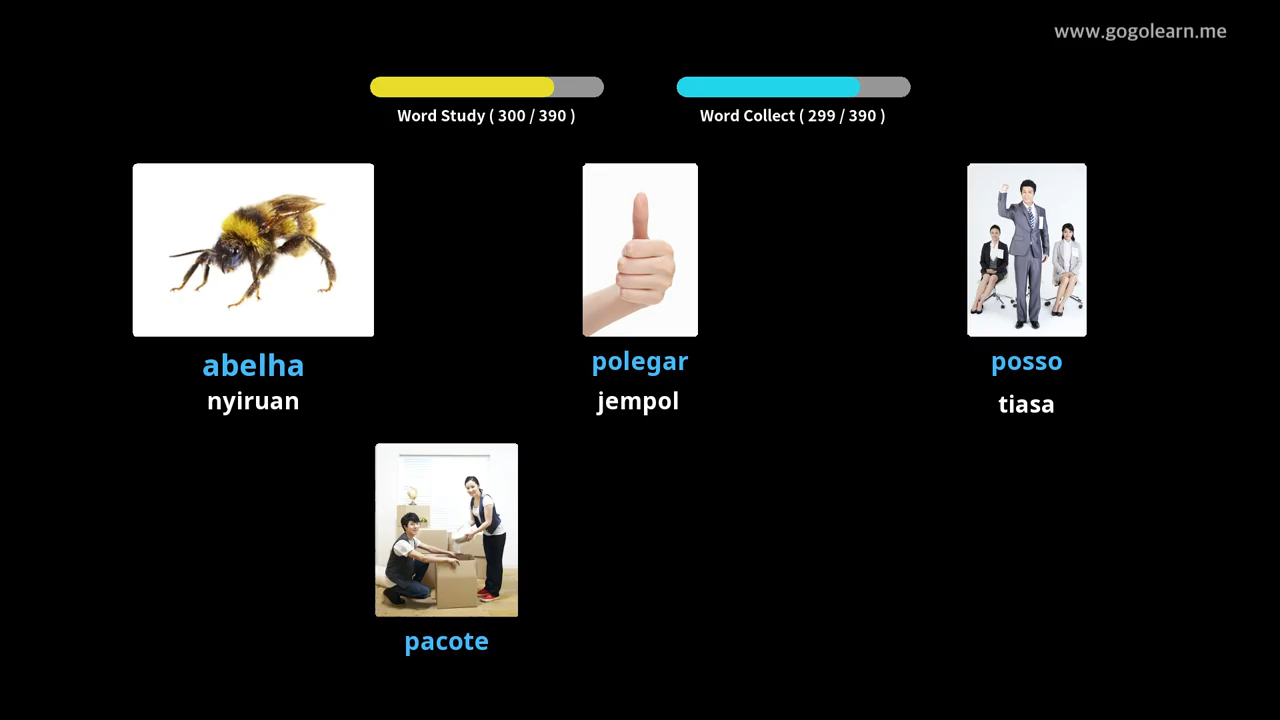 www.gogolearn.me
Word Study ( 300 / 390 )
Word Collect ( 299 / 390 )
abelha
nyiruan
polegar
jempol
posso
tiasa
pacote